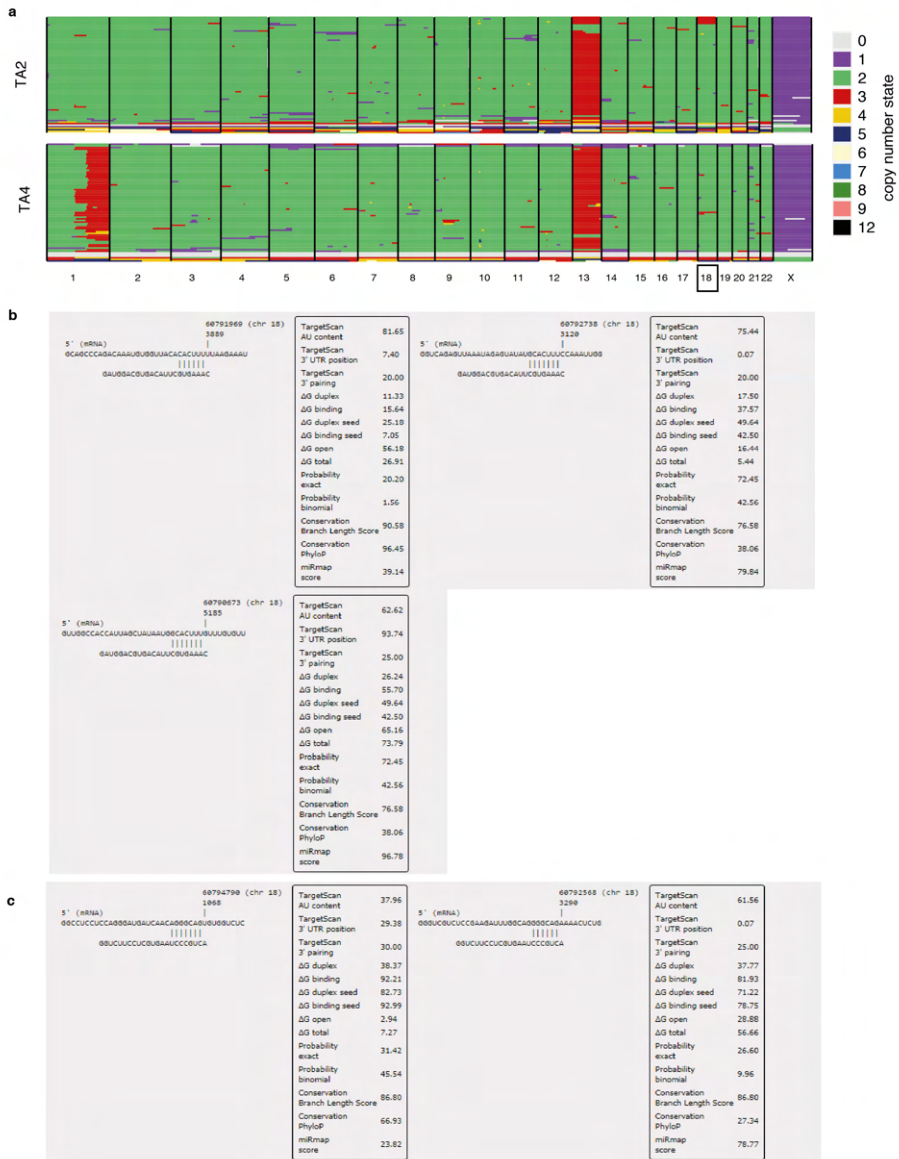 a
TA2
TA4
0
1
2
3
4
5
6
7
8
9
12
copy number state
1 2 3 4 5 6 7 8 9 10 11 12 13 14 15 16 17 18 19 20 21 22 X
b
60791969 (chr 18)
3889
5' (mRNA) |
GCAGCCCAGACAAAUGUGGUUACACACUUUUUAAGAAAU
||||||
GAUGGACGUGACAUUCGUGAAAC
TargetScan
AU content 81.65
TargetScan
3' UTR position 7.40
TargetScan
3' pairing 20.00
ΔG duplex 11.33
ΔG binding 15.64
ΔG duplex seed 25.18
ΔG binding seed 7.05
ΔG open 56.18
ΔG total 26.91
Probability
exact 20.20
Probability
binomial 1.56
Conservation
Branch Length Score 90.58
Conservation
PhyloP 96.45
miRmap
score 39.14
60792738 (chr 18)
3120
5' (mRNA) |
GGUCAGAGUUAAAUAGAGUAUAUGCACUUUCCAAAUUGG
|||||||
GAUGGACGUGACAUUCGUGAAAC
TargetScan
AU content 75.44
TargetScan
3' UTR position 0.07
TargetScan
3' pairing 20.00
ΔG duplex 17.50
ΔG binding 37.57
ΔG duplex seed 49.64
ΔG binding seed 42.50
ΔG open 16.44
ΔG total 5.44
Probability
exact 72.45
Probability
binomial 42.56
Conservation
Branch Length Score 76.58
Conservation
PhyloP 38.06
miRmap
score 79.84
60790673 (chr 18)
5185
5' (mRNA) |
GUUGGCCACCAUUAGCUAUAAUGGCACUUUGUUUGUGUU
|||||||
GAUGGACGUGACAUUCGUGAAAC
TargetScan
AU content 62.62
TargetScan
3' UTR position 93.74
TargetScan
3' pairing 25.00
ΔG duplex 26.24
ΔG binding 55.70
ΔG duplex seed 49.64
ΔG binding seed 42.50
ΔG open 65.16
ΔG total 73.79
Probability
exact 72.45
Probability
binomial 42.56
Conservation
Branch Length Score 76.58
Conservation
PhyloP 38.06
miRmap
score 96.78
c
60794790 (chr 18)
1068
5' (mRNA) |
GGCCUCCUCCAGGGAUGAUCAACAGGGCAGUGUGGUCUC
|||||||
GGUCUUCCUCGUGAAUCCCGUCA
TargetScan
AU content 37.96
TargetScan
3' UTR position 29.38
TargetScan
3' pairing 30.00
ΔG duplex 38.37
ΔG binding 92.21
ΔG duplex seed 82.73
ΔG binding seed 92.99
ΔG open 2.94
ΔG total 7.27
Probability
exact 31.42
Probability
binomial 45.54
Conservation
Branch Length Score 86.80
Conservation
PhyloP 66.93
miRmap
score 23.82
60792568 (chr 18)
3290
5' (mRNA) |
GGGUCGUCUCCGAAGAUUUGGCAGGGGCAGAAAACUCUG
||||||
GGUCUUCCUCGUGAAUCCCGUCA
TargetScan
AU content 61.56
TargetScan
3' UTR position 0.07
TargetScan
3' pairing 25.00
ΔG duplex 37.77
ΔG binding 81.93
ΔG duplex seed 71.22
ΔG binding seed 78.75
ΔG open 28.88
ΔG total 56.66
Probability
exact 26.60
Probability
binomial 9.96
Conservation
Branch Length Score 86.80
Conservation
PhyloP 27.34
miRmap
score 78.77